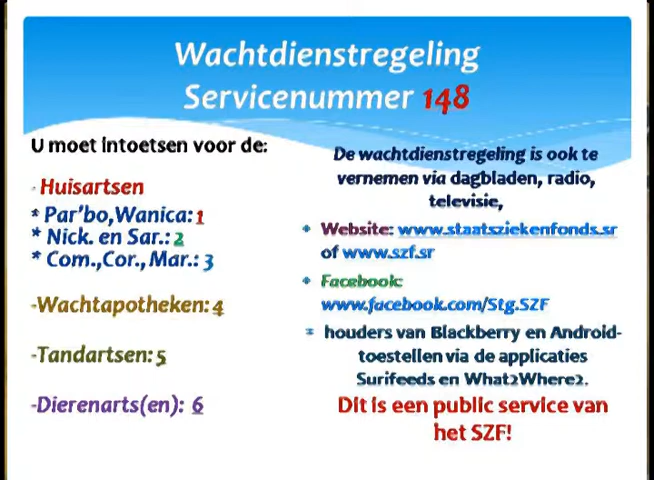 Wachtdienstregeling
Servicenummer 148
U moet intoetsen voor de:
- Huisartsen
* Par'bo,Wanica: 1
* Nick. en Sar.: 2
* Com.,Cor., Mar.: 3
-Wachtapotheken: 4
-Tandartsen: 5
-Dierenarts(en): 6
De wachtdienstregeling is ook te
vernemen via dagbladen, radio,
televisie,
Website: www.staatsziekenfonds.sr
of www.szf.sr
Facebook:
www.facebook.com/Stg.SZF
houders van Blackberry en Android-
toestellen via de applicaties
Surifeeds en What2Where2.
Dit is een public service van
het SZF!